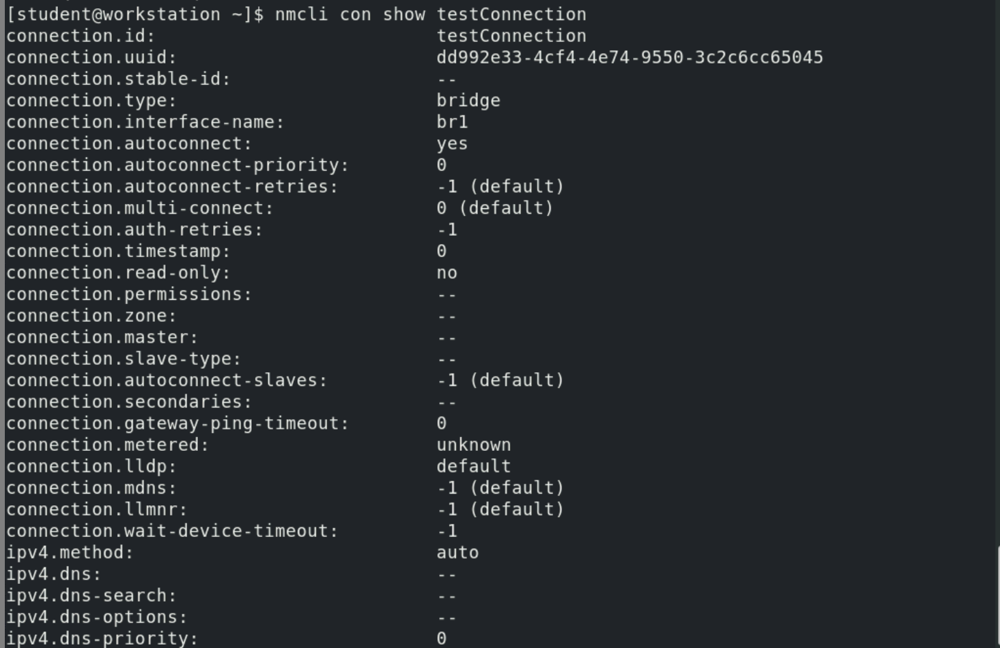 [student@workstation ~]$ nmcli con show testConnection
connection.id: testConnection
connection.uuid: dd992e33-4cf4-4e74-9550-3c2c6cc65045
connection.stable-id: --
connection.type: bridge
connection.interface-name: br1
connection.autoconnect: yes
connection.autoconnect-priority: 0
connection.autoconnect-retries: -1 (default)
connection.multi-connect: 0 (default)
connection.auth-retries: -1
connection.timestamp: 0
connection.read-only: no
connection.permissions: --
connection.zone: --
connection.master: --
connection.slave-type: --
connection.autoconnect-slaves: -1 (default)
connection.secondaries: --
connection.gateway-ping-timeout: 0
connection.metered: unknown
connection.lldp: default
connection.mdns: -1 (default)
connection.llmnr: -1 (default)
connection.wait-device-timeout: -1
ipv4.method: auto
ipv4.dns: --
ipv4.dns-search: --
ipv4.dns-options: --
ipv4.dns-priority: 0